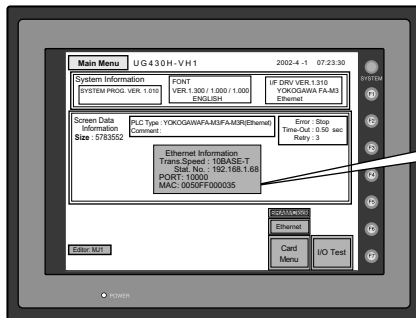 Main Menu UG430H-VH1 2002-4 -1 07:23:30
System Information
SYSTEM PROG. VER. 1.010
FONT
VER.1.300 / 1.000 / 1.000
ENGLISH
I/F DRV VER.1.310
YOKOGAWA FA-M3
Ethernet
SYSTEM
F1
Screen Data
Information
Size : 5783552
PLC Type : YOKOGAWAFA-M3/FA-M3R(Ethernet)
Comment :
Error : Stop
Time-Out : 0.50 sec
Retry : 3
F2
F3
Ethernet Information
Trans.Speed : 10BASE-T
Stat. No. : 192.168.1.68
PORT: 10000
MAC: 0050FF000035
F4
F5
SRAM/Clock
Ethernet
F6
Editor: MJ1
Card
Menu
I/O Test
F7
POWER